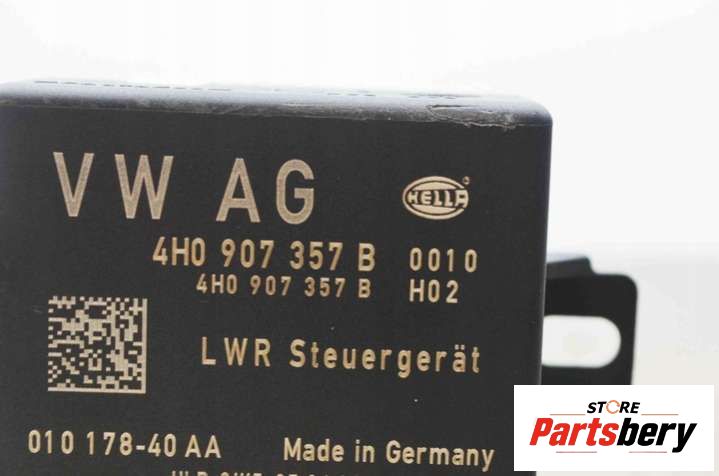 VW AG
HELLA
4H0 907 357 B 0010
4H0 907 357 B H02
LWR Steuergerät
010 178-40 AA Made in Germany
STORE
Partsbery